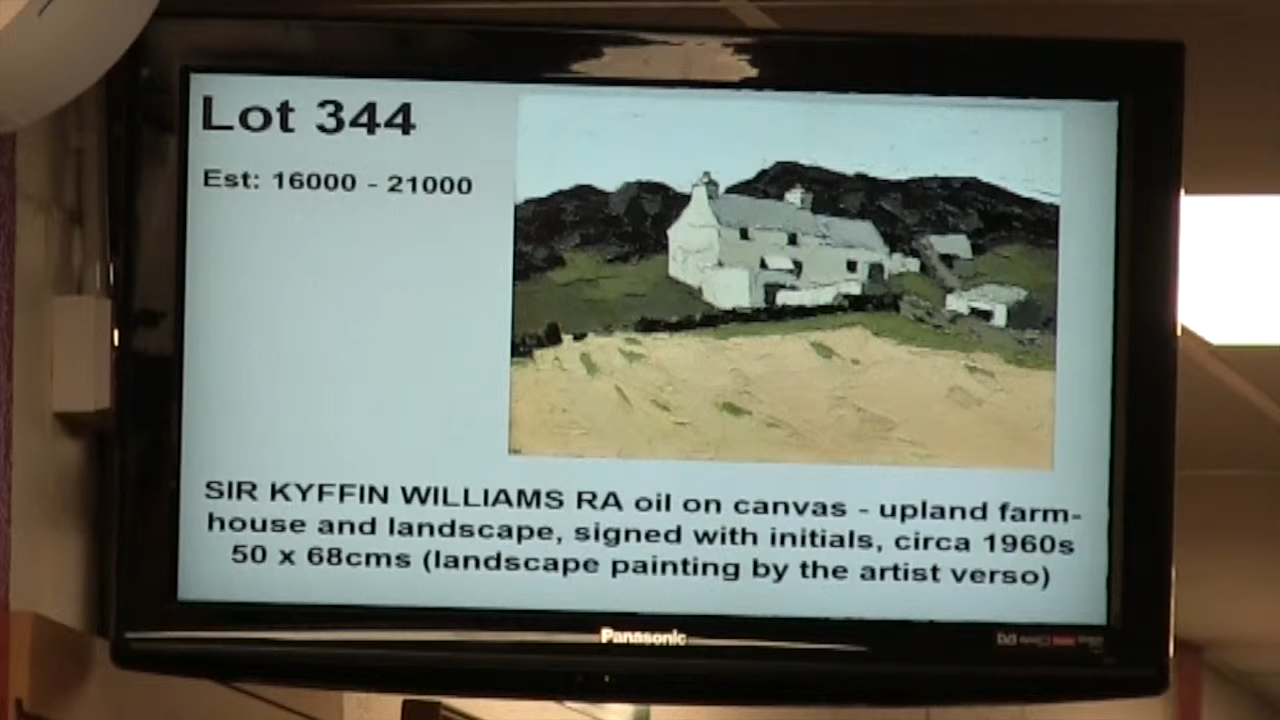 Lot 344
Est: 16000 - 21000
SIR KYFFIN WILLIAMS RA oil on canvas - upland farm-
house and landscape, signed with initials, circa 1960s
50 x 68cms (landscape painting by the artist verso)
Panasonic